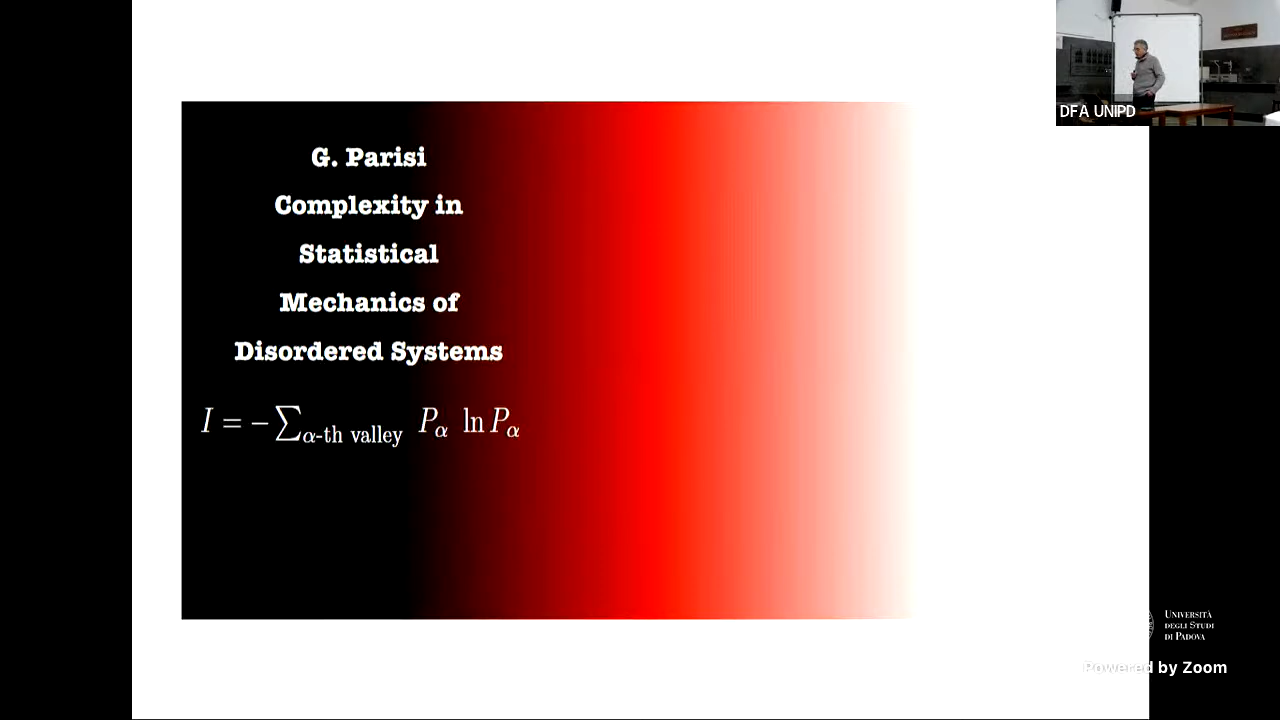 G. Parisi
Complexity in
Statistical
Mechanics of
Disordered Systems
I = −∑α-th valley Pα ln Pα
DFA UNIPD
UNIVERSITÀ
DEGLI STUDI
DI PADOVA
Powered by Zoom